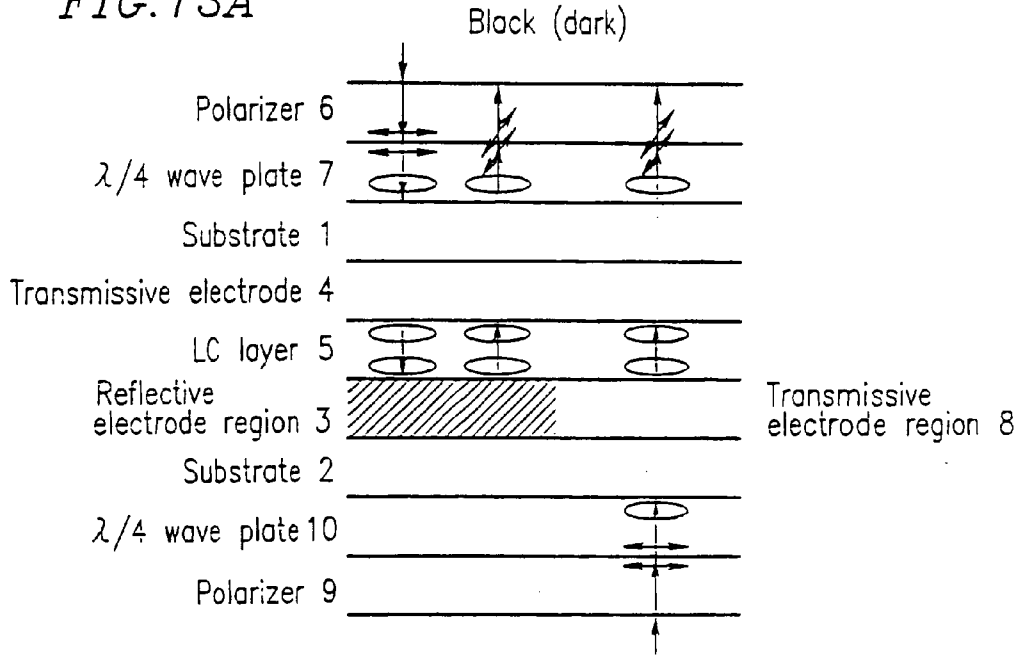 FIG. 13A
Black (dark)
Polarizer 6
λ/4 wave plate 7
Substrate 1
Transmissive electrode 4
LC layer 5
Reflective
electrode region 3
Transmissive
electrode region 8
Substrate 2
λ/4 wave plate 10
Polarizer 9